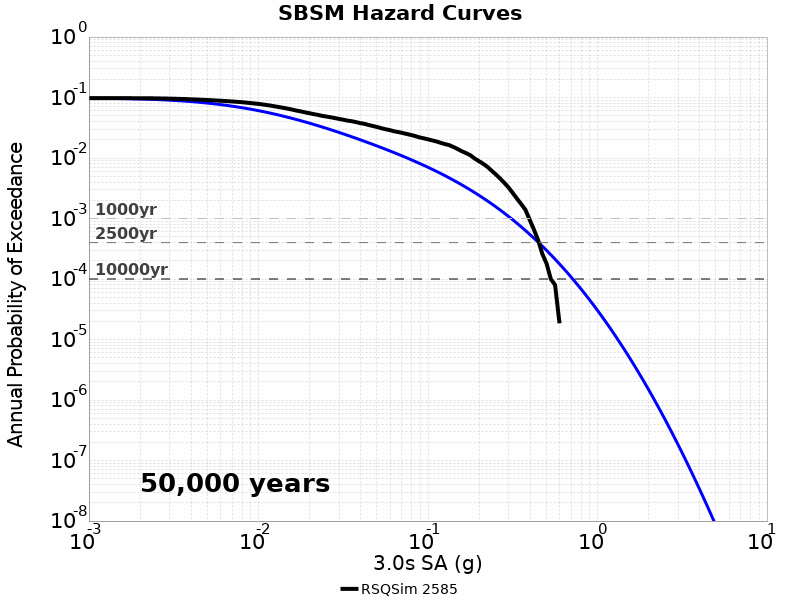 SBSM Hazard Curves
Annual Probability of Exceedance
10^0
10^-1
10^-2
10^-3
10^-4
10^-5
10^-6
10^-7
10^-8
1000yr
2500yr
10000yr
50,000 years
10^-3
10^-2
10^-1
10^0
10^1
3.0s SA (g)
RSQSim 2585